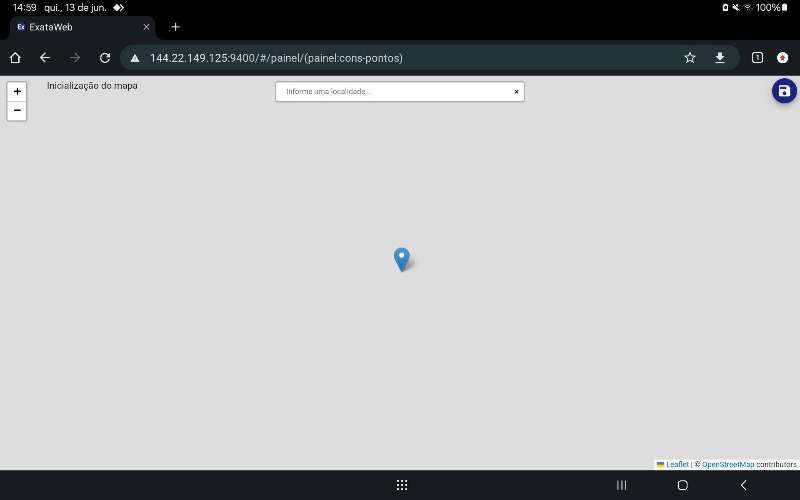 14:59 qui., 13 de jun. 100%
Ex ExataWeb
144.22.149.125:9400/#/painel/(painel:cons-pontos)
1
+
Inicialização do mapa
Informe uma localidade...
×
−
Leaflet | © OpenStreetMap contributors